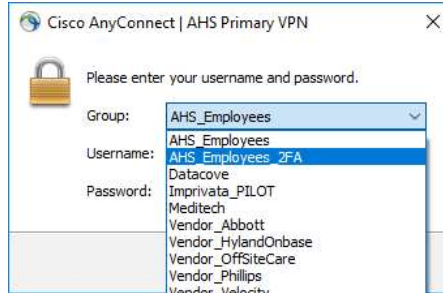 Cisco AnyConnect | AHS Primary VPN
Please enter your username and password.
Group: AHS_Employees
AHS_Employees
AHS_Employees_2FA
Username:
Datacove
Imprivata_PILOT
Password:
Meditech
Vendor_Abbott
Vendor_HylandOnbase
Vendor_OffSiteCare
Vendor_Phillips
Vendor_Velocity